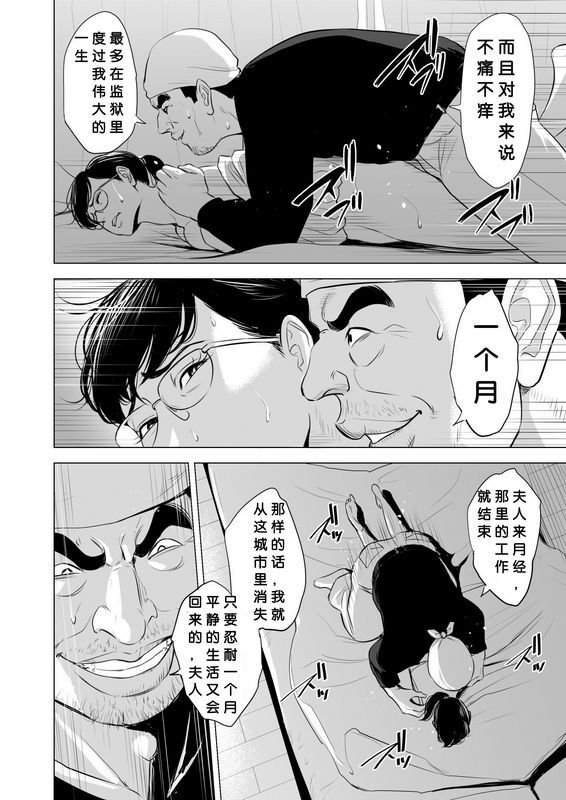 而且对我来说
不痛不痒
最多在监狱里
度过我伟大的
一生
一个月
夫人来月经，
那里的工作
就结束
那样的话，我就
从这城市里消失
只要忍耐一个月
平静的生活又会
回来的，夫人